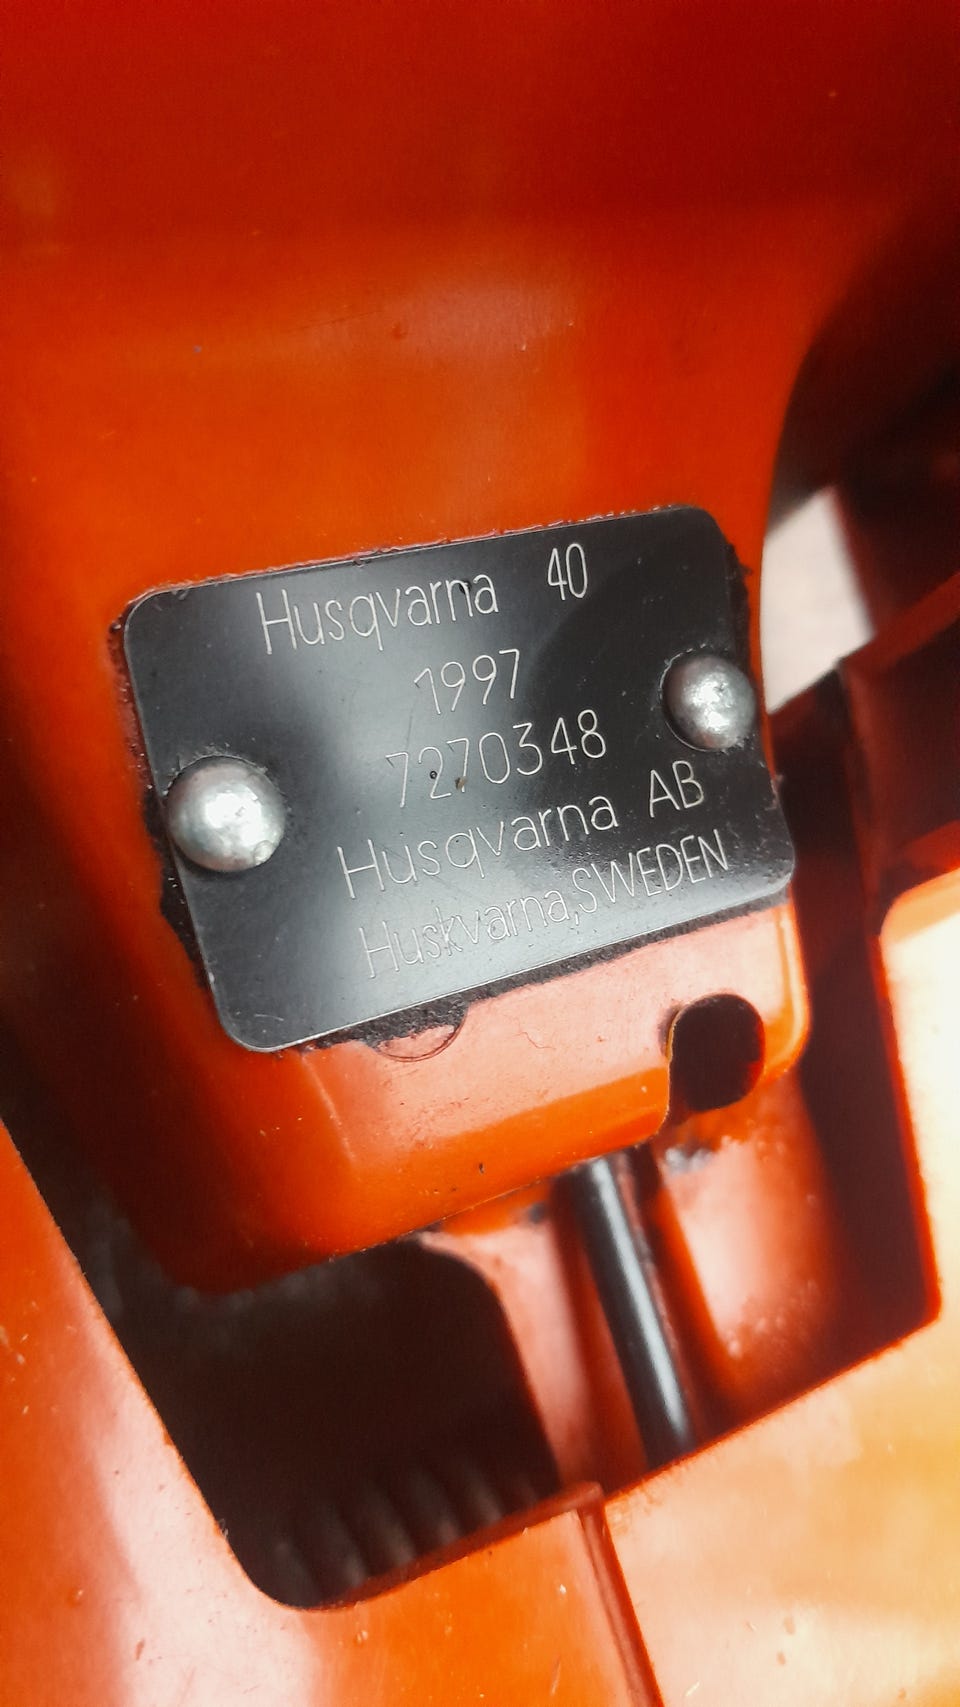 Husqvarna 40
1997
7270348
Husqvarna AB
Huskvarna,SWEDEN